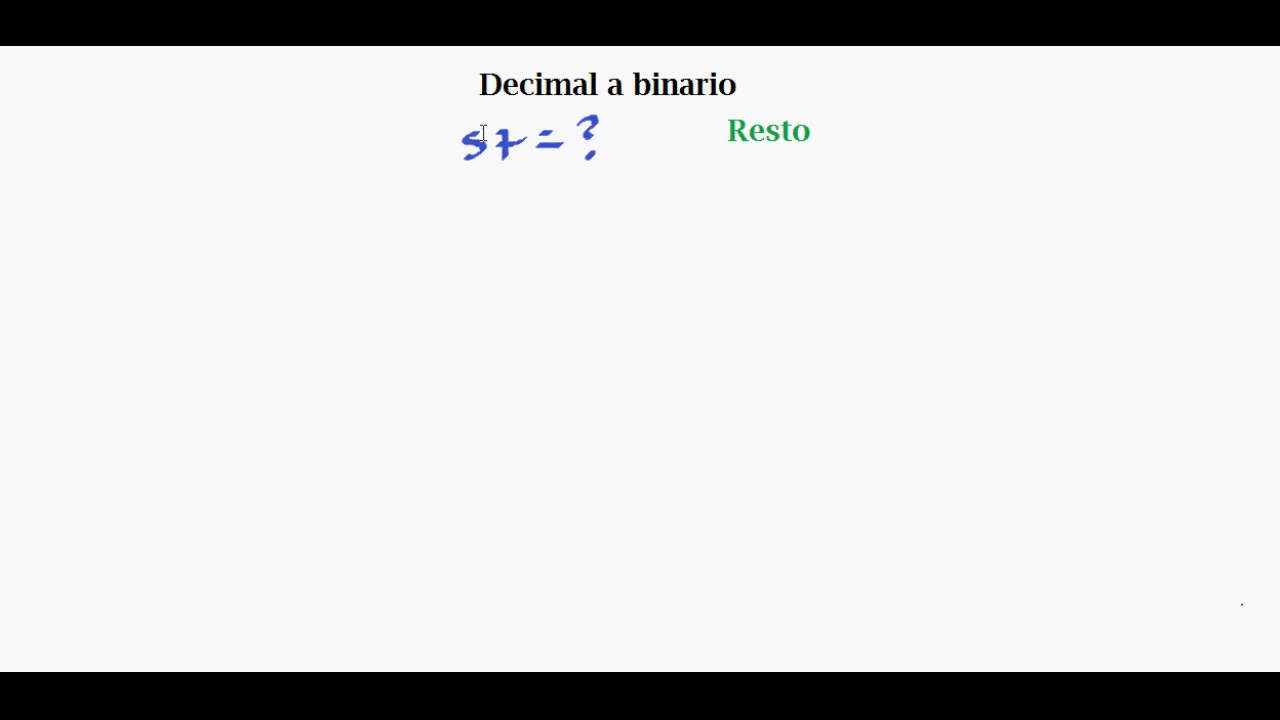 Decimal a binario
57 = ?
Resto